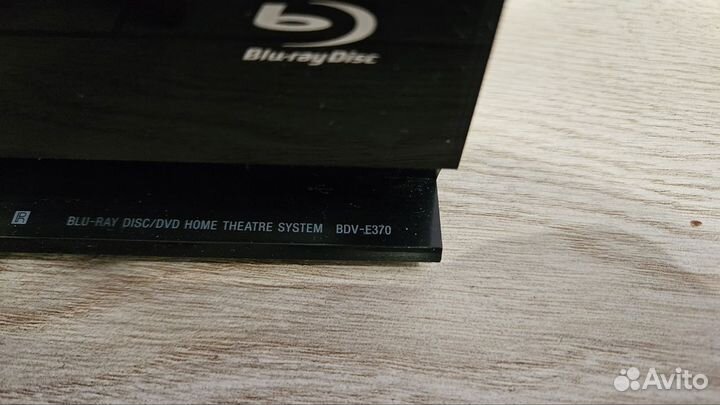 Blu-ray Disc
R BLU-RAY DISC/DVD HOME THEATRE SYSTEM BDV-E370
Avito